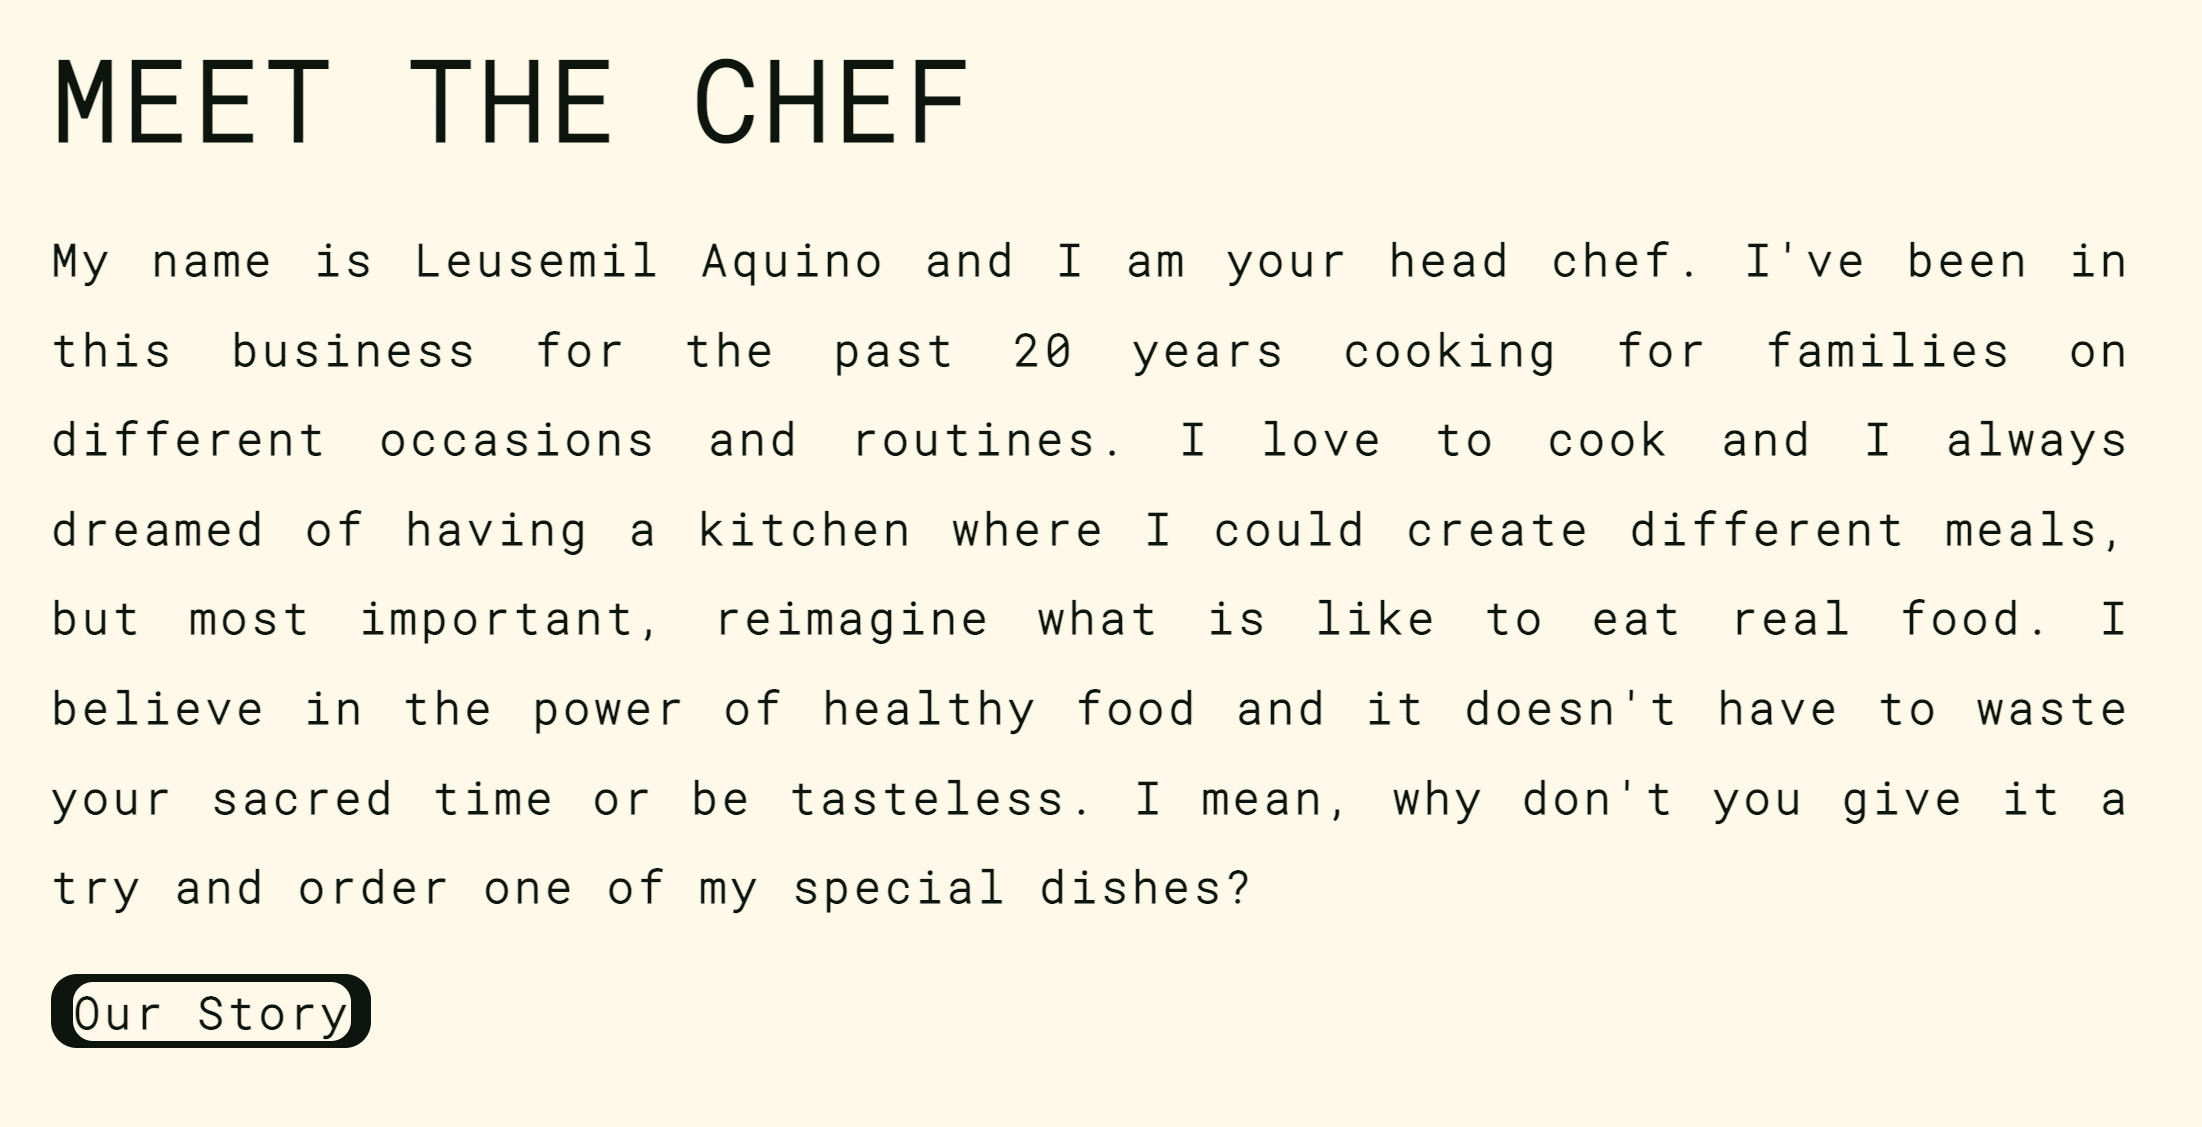 MEET THE CHEF
My name is Leusemil Aquino and I am your head chef. I've been in
this business for the past 20 years cooking for families on
different occasions and routines. I love to cook and I always
dreamed of having a kitchen where I could create different meals,
but most important, reimagine what is like to eat real food. I
believe in the power of healthy food and it doesn't have to waste
your sacred time or be tasteless. I mean, why don't you give it a
try and order one of my special dishes?
Our Story